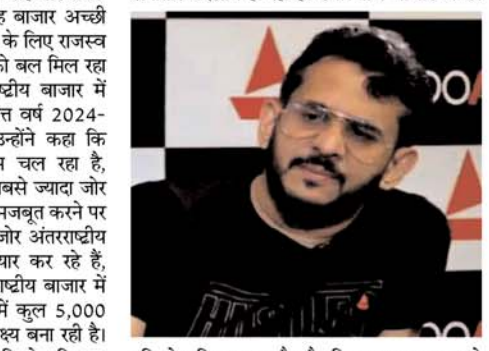 ह बाजार अच्छी
के लिए राजस्व
को बल मिल रहा
ष्ट्रीय बाजार में
त्त वर्ष 2024-
उन्होंने कहा कि
चल रहा है,
बसे ज्यादा जोर
मजबूत करने पर
जोर अंतरराष्ट्रीय
यार कर रहे हैं,
राष्ट्रीय बाजार में
में कुल 5,000
क्ष्य बना रही है।